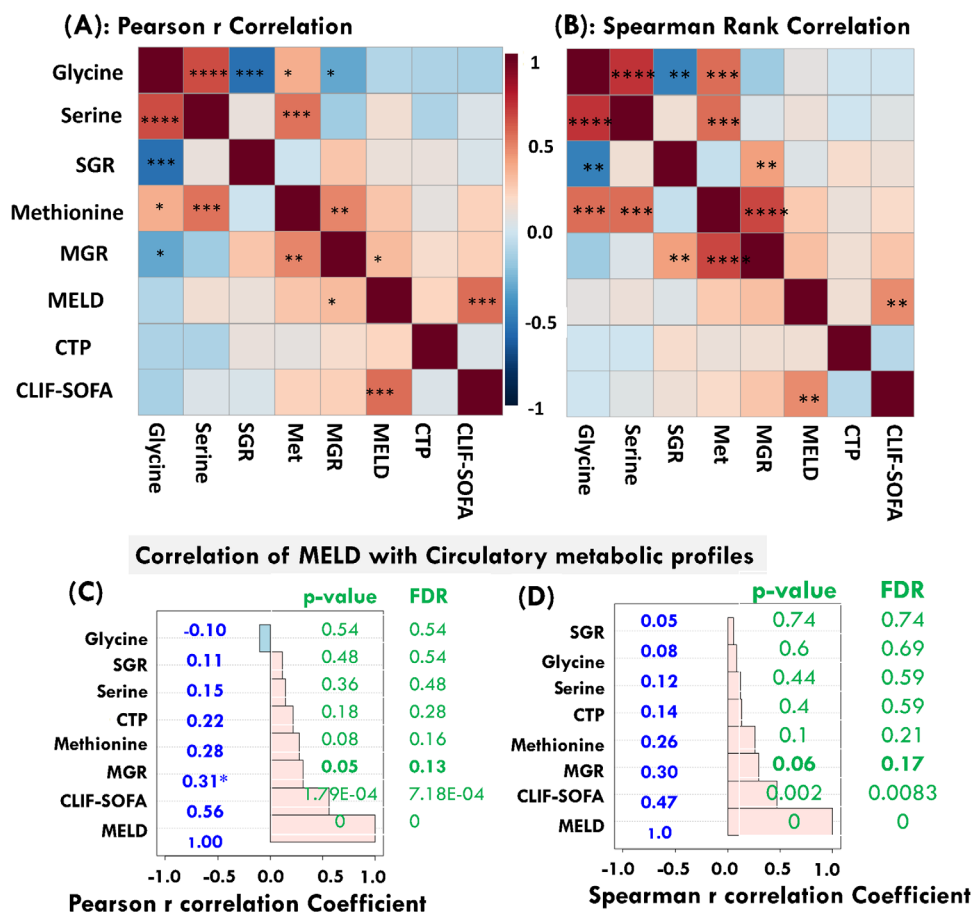 (A): Pearson r Correlation
Glycine **** *** * *
Serine **** ***
SGR ***
Methionine * *** **
MGR * ** *
MELD * ***
CTP
CLIF-SOFA ***
Glycine Serine SGR Met MGR MELD CTP CLIF-SOFA
1
0.5
0.0
-0.5
-1
(B): Spearman Rank Correlation
**** ** ***
**** ***
** **
*** *** ****
** ****
**
**
Glycine Serine SGR Met MGR MELD CTP CLIF-SOFA
Correlation of MELD with Circulatory metabolic profiles
(C)
p-value FDR
Glycine -0.10 0.54 0.54
SGR 0.11 0.48 0.54
Serine 0.15 0.36 0.48
CTP 0.22 0.18 0.28
Methionine 0.28 0.08 0.16
MGR 0.31* 0.05 0.13
CLIF-SOFA 0.56 1.79E-04 7.18E-04
MELD 1.00 0 0
-1.0 -0.5 0.0 0.5 1.0
Pearson r correlation Coefficient
(D)
p-value FDR
SGR 0.05 0.74 0.74
Glycine 0.08 0.6 0.69
Serine 0.12 0.44 0.59
CTP 0.14 0.4 0.59
Methionine 0.26 0.1 0.21
MGR 0.30 0.06 0.17
CLIF-SOFA 0.47 0.002 0.0083
MELD 1.0 0 0
-1.0 -0.5 0.0 0.5 1.0
Spearman r correlation Coefficient